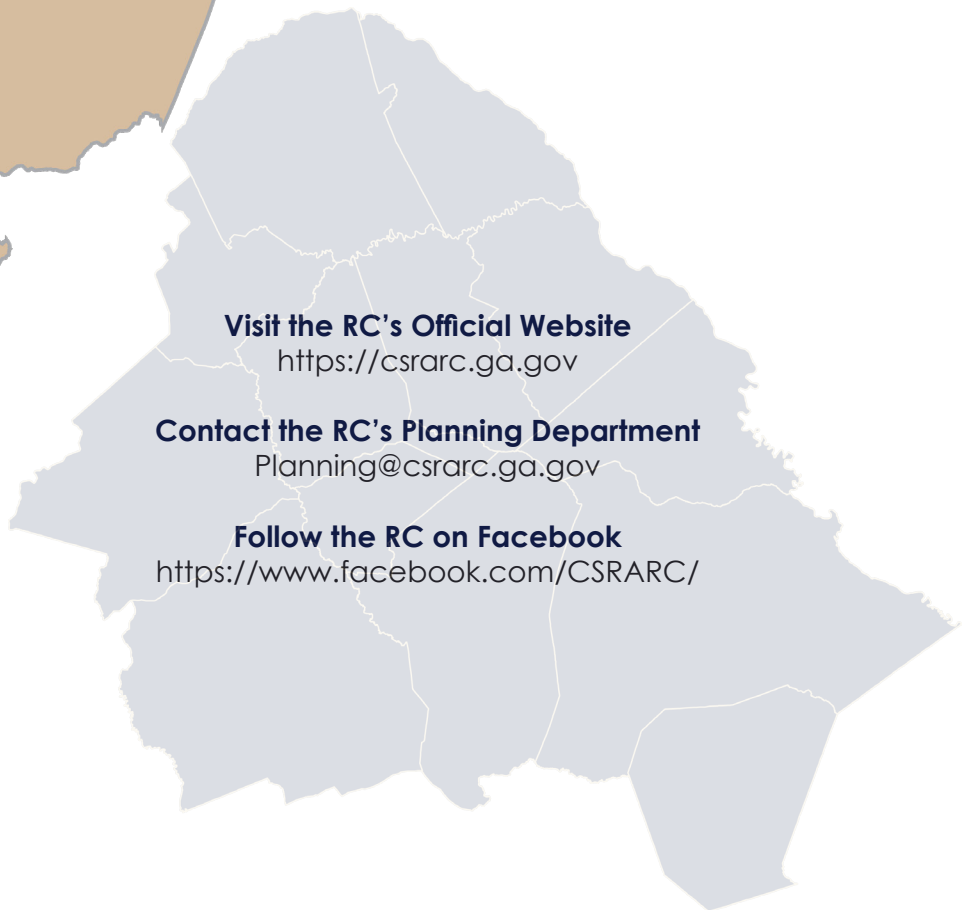 Visit the RC’s Official Website
https://csrarc.ga.gov
Contact the RC’s Planning Department
Planning@csrarc.ga.gov
Follow the RC on Facebook
https://www.facebook.com/CSRARC/